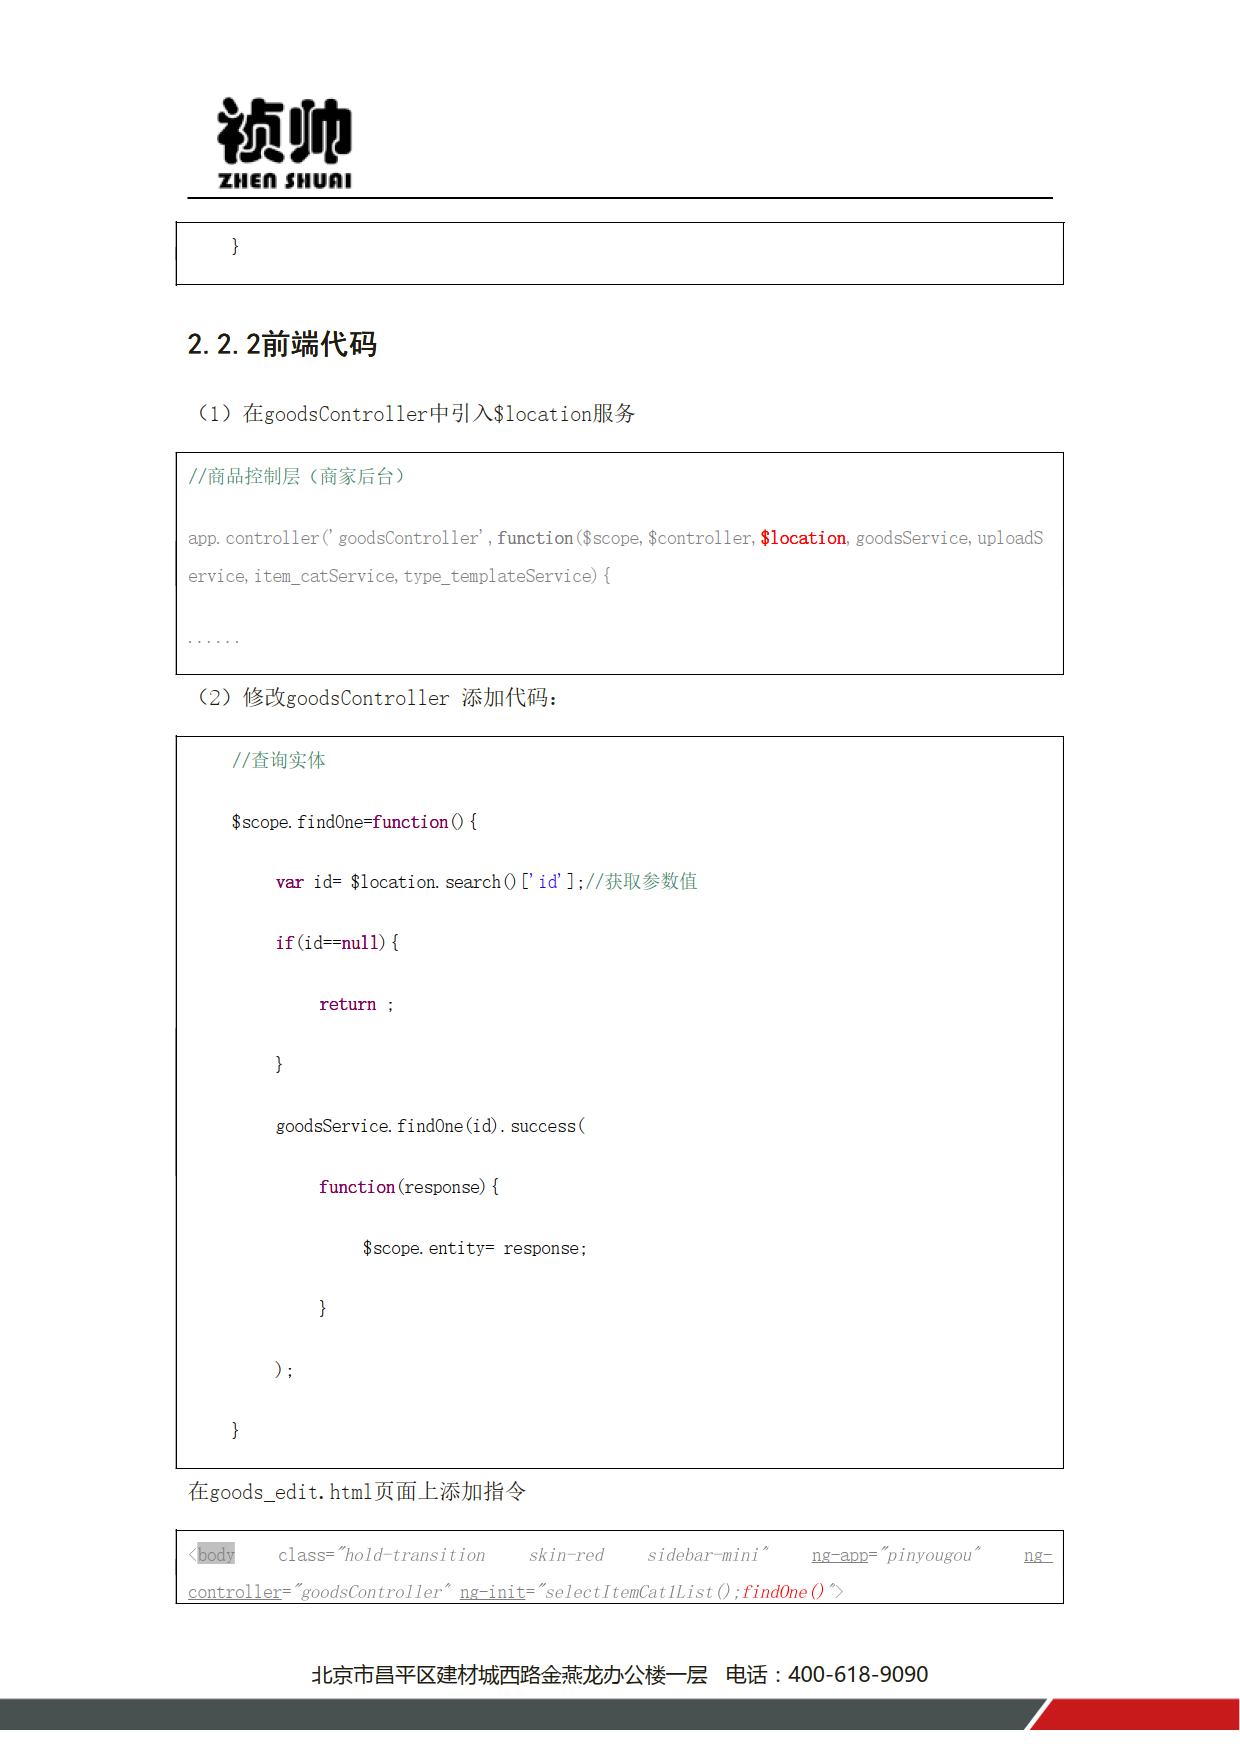 祯帅
ZHEN SHUAI
}
2.2.2前端代码
（1）在goodsController中引入$location服务
//商品控制层（商家后台）
app.controller('goodsController',function($scope,$controller,$location,goodsService,uploadS
ervice,item_catService,type_templateService){
......
（2）修改goodsController 添加代码：
//查询实体
$scope.findOne=function(){
var id= $location.search()['id'];//获取参数值
if(id==null){
return ;
}
goodsService.findOne(id).success(
function(response){
$scope.entity= response;
}
);
}
在goods_edit.html页面上添加指令
<body class="hold-transition skin-red sidebar-mini" ng-app="pinyougou" ng-
controller="goodsController" ng-init="selectItemCat1List();findOne()">
北京市昌平区建材城西路金燕龙办公楼一层 电话：400-618-9090